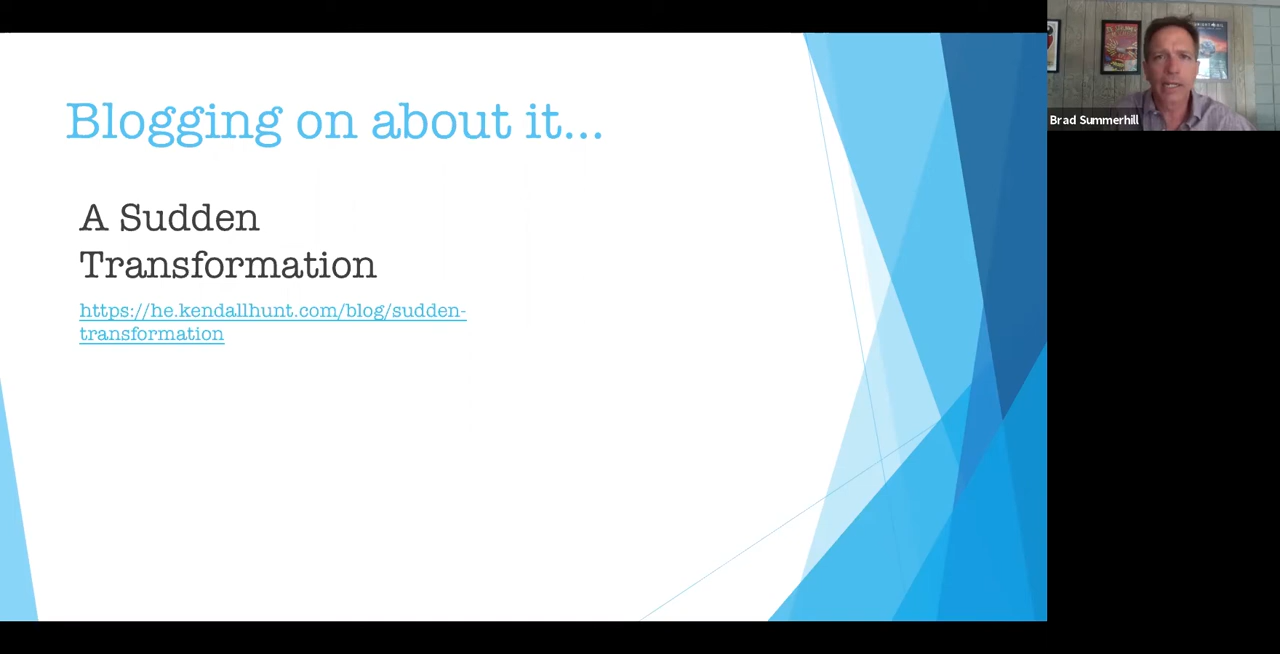 Blogging on about it...
A Sudden
Transformation
https://he.kendallhunt.com/blog/sudden-
transformation
Brad Summerhill